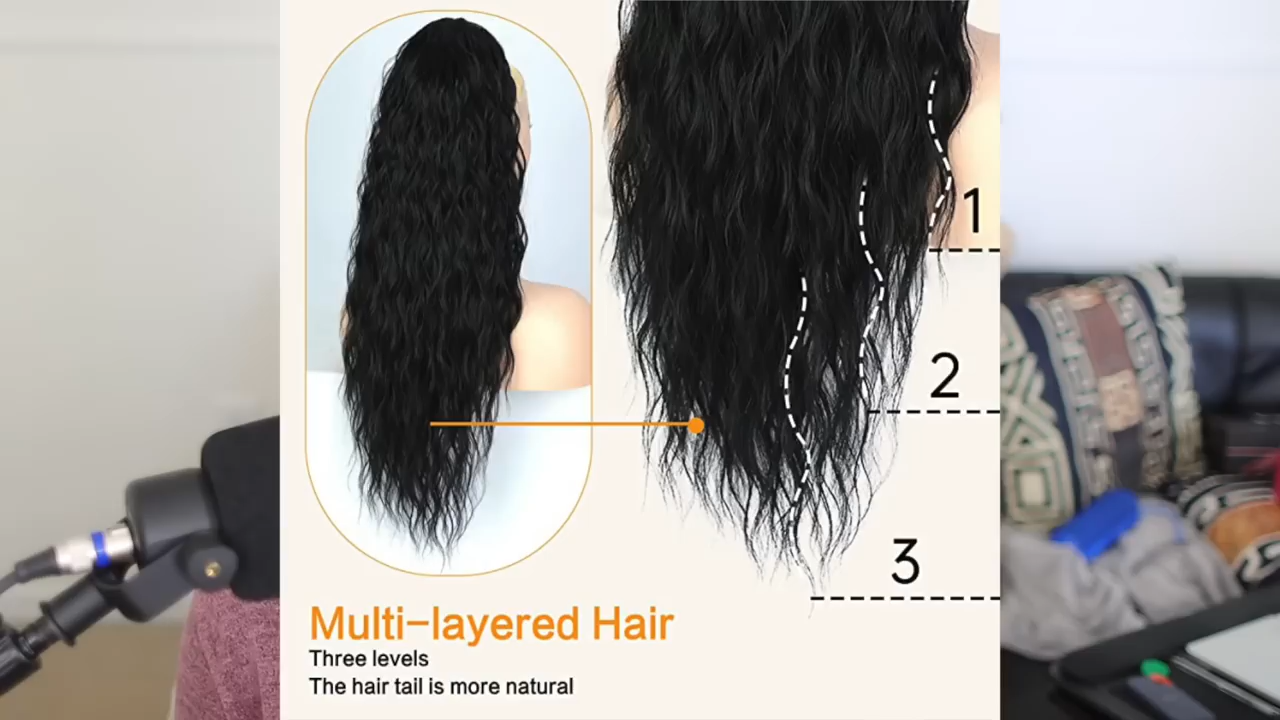 1
2
3
Multi-layered Hair
Three levels
The hair tail is more natural